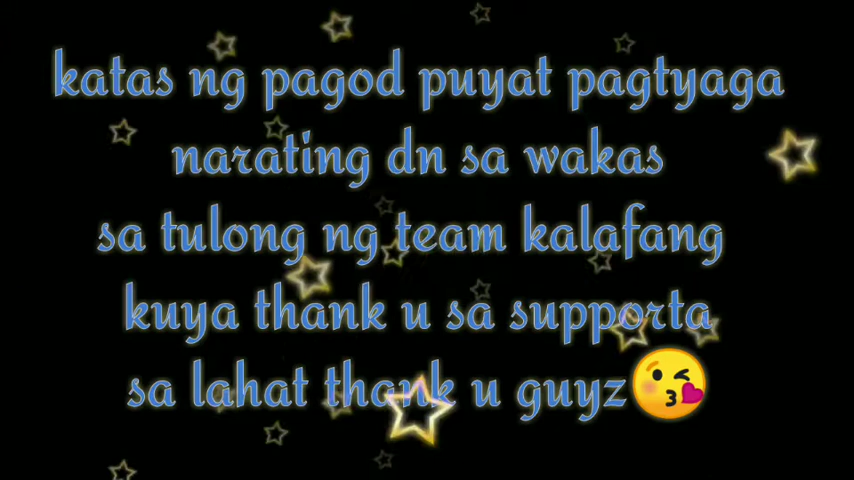 katas ng pagod puyat pagtyaga
narating dn sa wakas
sa tulong ng team kalafang
kuya thank u sa supporta
sa lahat thank u guyz😘